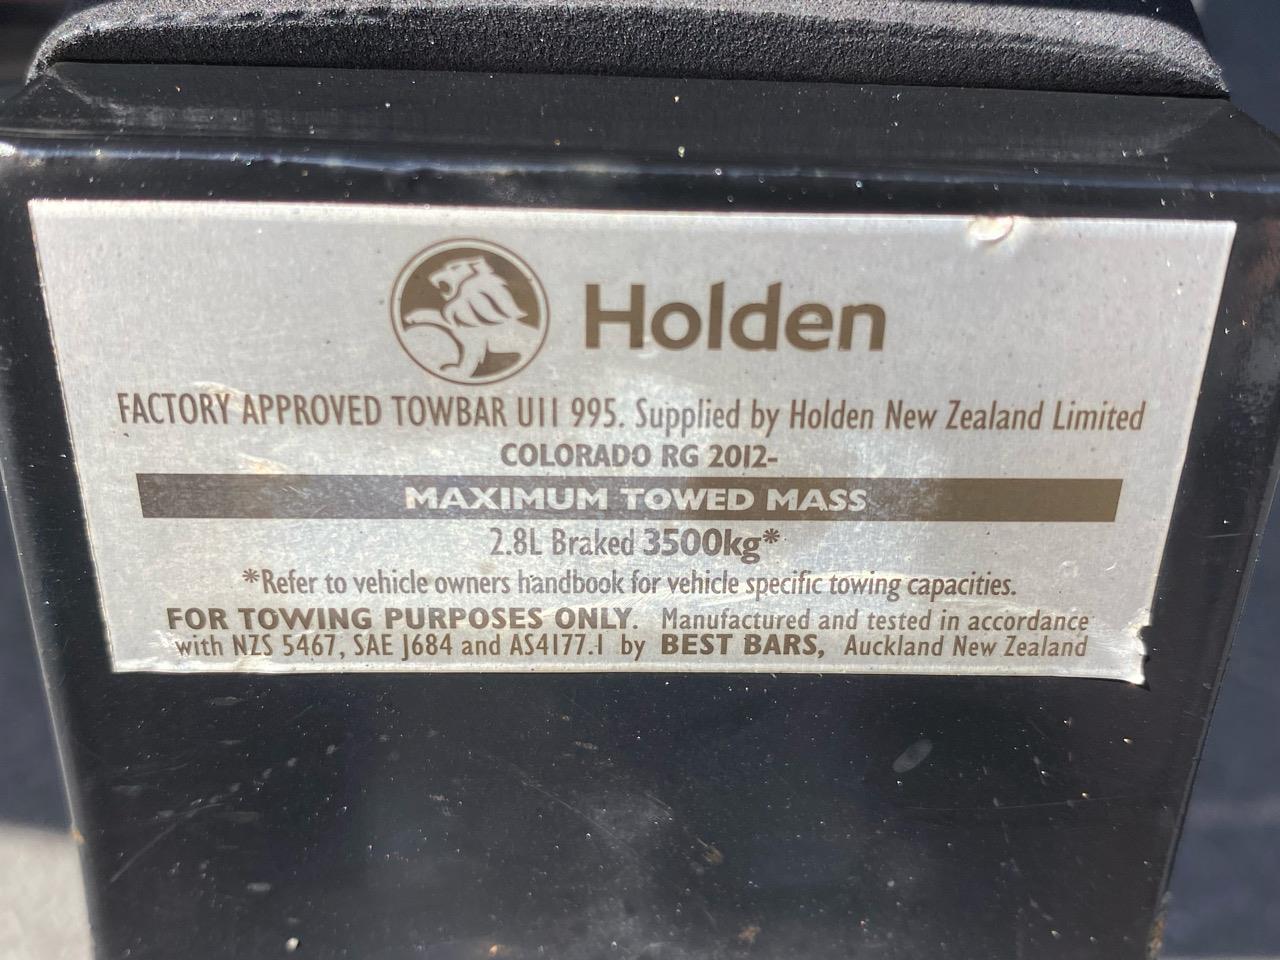 Holden
FACTORY APPROVED TOWBAR U11 995. Supplied by Holden New Zealand Limited
COLORADO RG 2012-
MAXIMUM TOWED MASS
2.8L Braked 3500kg*
*Refer to vehicle owners handbook for vehicle specific towing capacities.
FOR TOWING PURPOSES ONLY. Manufactured and tested in accordance
with NZS 5467, SAE J684 and AS4177.1 by BEST BARS, Auckland New Zealand